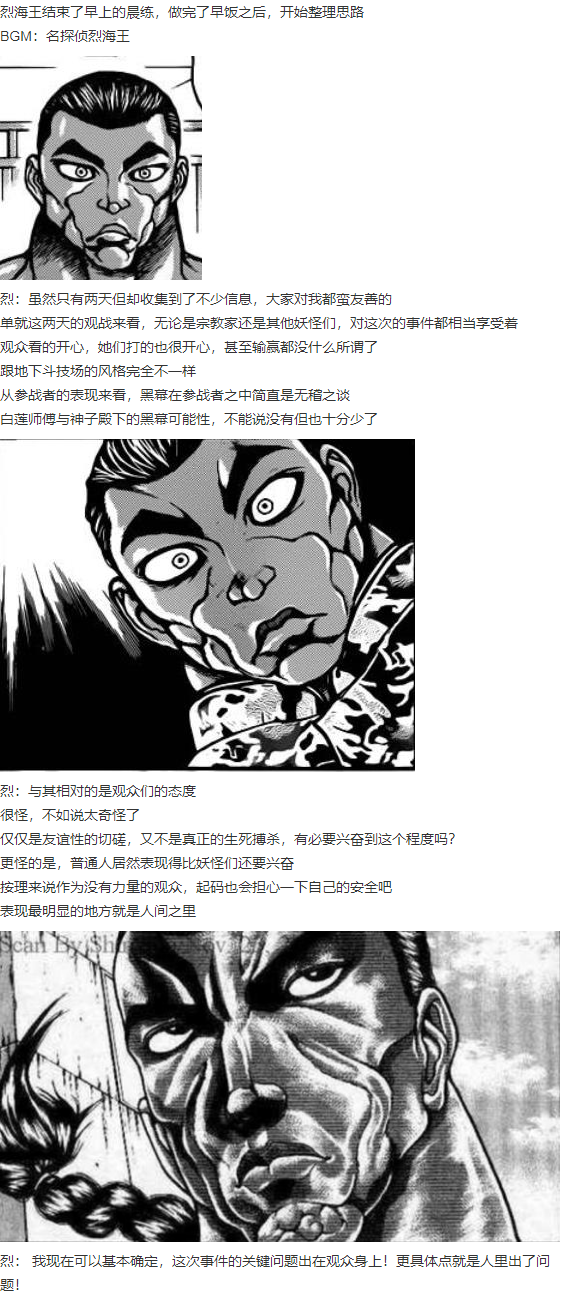 烈海王结束了早上的晨练，做完了早饭之后，开始整理思路
BGM：名探侦烈海王
烈：虽然只有两天但却收集到了不少信息，大家对我都蛮友善的
单就这两天的观战来看，无论是宗教家还是其他妖怪们，对这次的事件都相当享受着
观众看的开心，她们打的也很开心，甚至输赢都没什么所谓了
跟地下斗技场的风格完全不一样
从参战者的表现来看，黑幕在参战者之中简直是无稽之谈
白莲师傅与神子殿下的黑幕可能性，不能说没有但也十分少了
烈：与其相对的是观众们的态度
很怪，不如说太奇怪了
仅仅是友谊性的切磋，又不是真正的生死搏杀，有必要兴奋到这个程度吗？
更怪的是，普通人居然表现得比妖怪们还要兴奋
按理来说作为没有力量的观众，起码也会担心一下自己的安全吧
表现最明显的地方就是人间之里
Scan By
烈： 我现在可以基本确定，这次事件的关键问题出在观众身上！更具体点就是人里出了问
题！